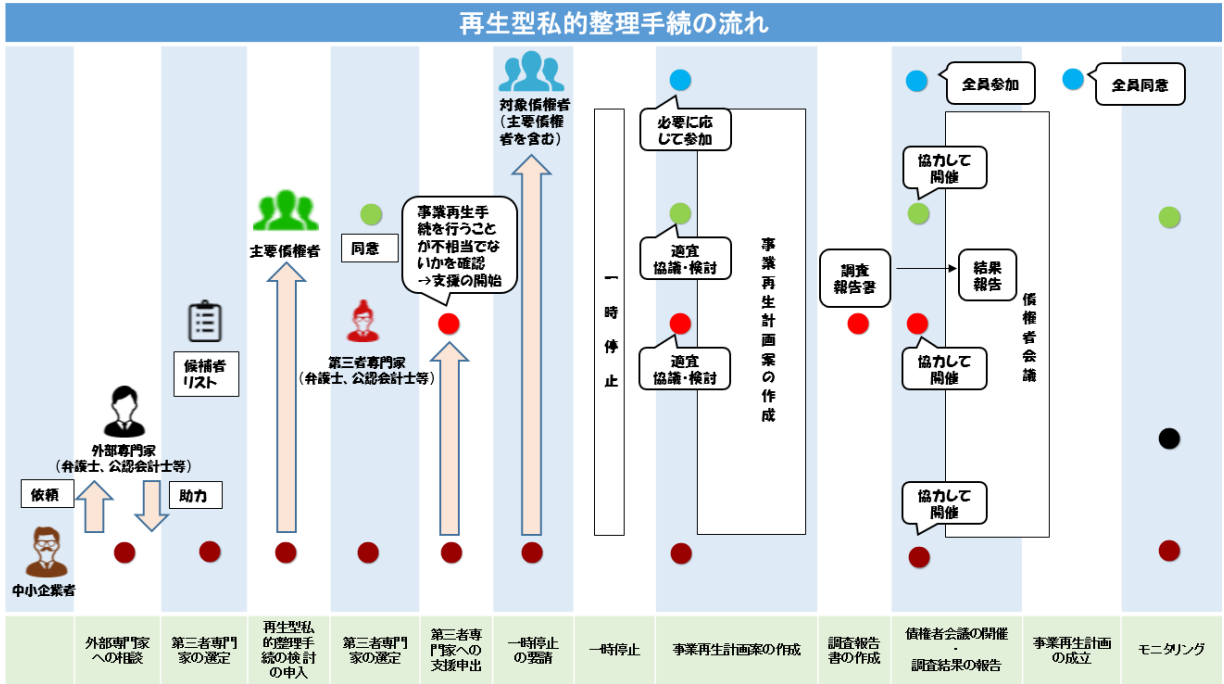 再生型私的整理手続の流れ
対象債権者
（主要債権
者を含む）
全員参加
全員同意
必要に応
じて参加
協力して
開催
事業再生手
続を行うこと
が不相当でな
いかを確認
→支援の開始
主要債権者
同意
適宜
協議・検討
一時停止
事業再生計画案の作成
調査
報告書
結果
報告
債権者会議
候補者
リスト
第三者専門家
（弁護士、公認会計士等）
適宜
協議・検討
協力して
開催
外部専門家
（弁護士、公認会計士等）
依頼
助力
協力して
開催
中小企業者
外部専門家
への相談
第三者専門
家の選定
再生型私
的整理手
続の検討
の申入
第三者専門
家の選定
第三者専
門家への
支援申出
一時停止
の要請
一時停止
事業再生計画案の作成
調査報告
書の作成
債権者会議の開催
・
調査結果の報告
事業再生計画
の成立
モニタリング